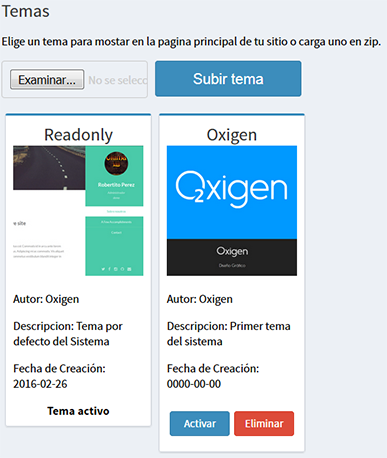 Temas
Elige un tema para mostar en la pagina principal de tu sitio o carga uno en zip.
Examinar... No se selecc
Subir tema
Readonly
Roberttito Perez
e site
Autor: Oxigen
Descripcion: Tema por
defecto del Sistema
Fecha de Creación:
2016-02-26
Tema activo
Oxigen
O2xigen
Oxigen
Diseño Gráfico
Autor: Oxigen
Descripcion: Primer tema
del sistema
Fecha de Creación:
0000-00-00
Activar
Eliminar